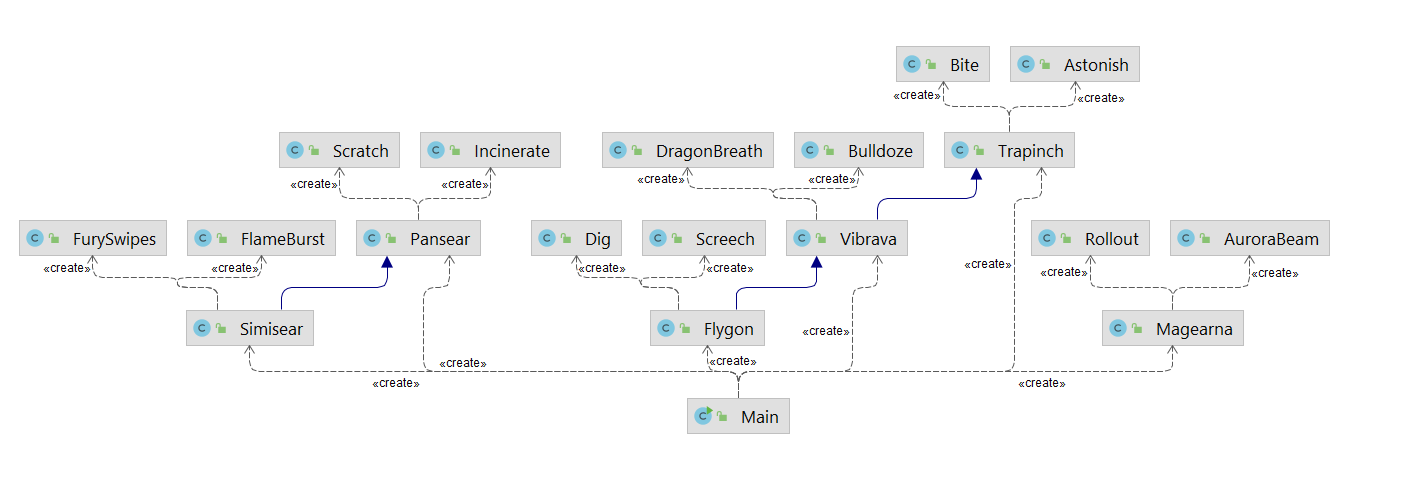 Bite
Astonish
«create»
«create»
Scratch
Incinerate
DragonBreath
Bulldoze
Trapinch
«create»
«create»
«create»
«create»
FurySwipes
FlameBurst
Pansear
Dig
Screech
Vibrava
Rollout
AuroraBeam
«create»
«create»
«create»
«create»
«create»
«create»
«create»
Simisear
Flygon
Magearna
«create»
«create»
«create»
«create»
«create»
Main